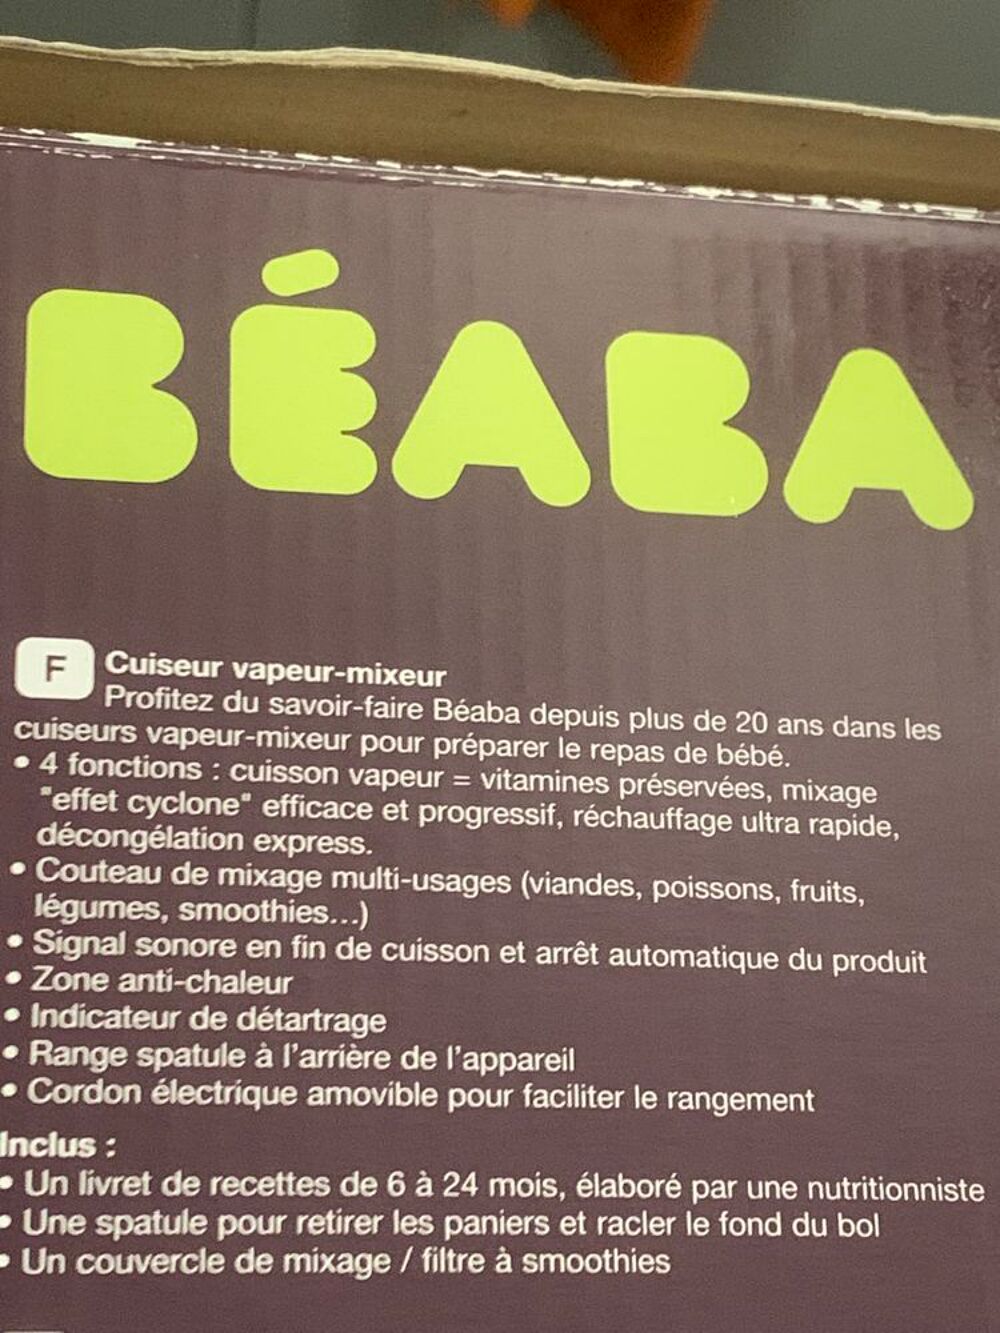 BÉABA
F Cuiseur vapeur-mixeur
Profitez du savoir-faire Béaba depuis plus de 20 ans dans les
cuiseurs vapeur-mixeur pour préparer le repas de bébé.
• 4 fonctions : cuisson vapeur = vitamines préservées, mixage
"effet cyclone" efficace et progressif, réchauffage ultra rapide,
décongélation express.
• Couteau de mixage multi-usages (viandes, poissons, fruits,
légumes, smoothies...)
• Signal sonore en fin de cuisson et arrêt automatique du produit
• Zone anti-chaleur
• Indicateur de détartrage
• Range spatule à l'arrière de l'appareil
• Cordon électrique amovible pour faciliter le rangement
Inclus :
• Un livret de recettes de 6 à 24 mois, élaboré par une nutritionniste
• Une spatule pour retirer les paniers et racler le fond du bol
• Un couvercle de mixage / filtre à smoothies